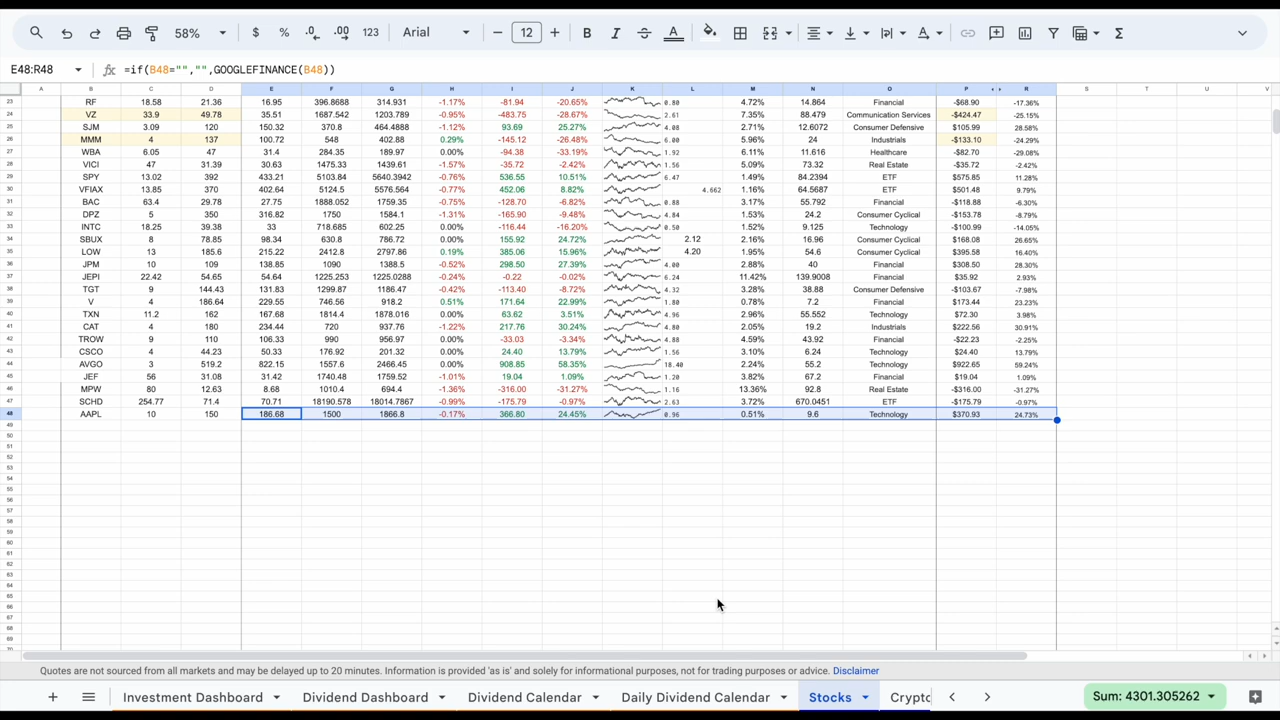 58% $ % .0 .00 123 Arial 12 B I S A Σ
E48:R48 fx =if(B48="","",GOOGLEFINANCE(B48))
A B C D E F G H I J K L M N O P R S T U V
23 RF 18.58 21.36 16.95 396.8688 314.931 -1.17% -81.94 -20.65% 0.80 4.72% 14.864 Financial -$68.90 -17.36%
24 VZ 33.9 49.78 35.51 1687.542 1203.789 -0.95% -483.75 -28.67% 2.61 7.35% 88.479 Communication Services -$424.47 -25.15%
25 SJM 3.09 120 150.32 370.8 464.4888 -1.12% 93.69 25.27% 4.08 2.71% 12.6072 Consumer Defensive $105.99 28.58%
26 MMM 4 137 100.72 548 402.88 0.29% -145.12 -26.48% 6.00 5.96% 24 Industrials -$133.10 -24.29%
27 WBA 6.05 47 31.4 284.35 189.97 0.00% -94.38 -33.19% 1.92 6.11% 11.616 Healthcare -$82.70 -29.08%
28 VICI 47 31.39 30.63 1475.33 1439.61 -1.57% -35.72 -2.42% 1.56 5.09% 73.32 Real Estate -$35.72 -2.42%
29 SPY 13.02 392 433.21 5103.84 5640.3942 -0.76% 536.55 10.51% 6.47 1.49% 84.2394 ETF $575.85 11.28%
30 VFIAX 13.85 370 402.64 5124.5 5576.564 -0.77% 452.06 8.82% 4.662 1.16% 64.5687 ETF $501.48 9.79%
31 BAC 63.4 29.78 27.75 1888.052 1759.35 -0.75% -128.70 -6.82% 0.88 3.17% 55.792 Financial -$118.88 -6.30%
32 DPZ 5 350 316.82 1750 1584.1 -1.31% -165.90 -9.48% 4.84 1.53% 24.2 Consumer Cyclical -$153.78 -8.79%
33 INTC 18.25 39.38 33 718.685 602.25 0.00% -116.44 -16.20% 0.50 1.52% 9.125 Technology -$100.99 -14.05%
34 SBUX 8 78.85 98.34 630.8 786.72 0.00% 155.92 24.72% 2.12 2.16% 16.96 Consumer Cyclical $168.08 26.65%
35 LOW 13 185.6 215.22 2412.8 2797.86 0.19% 385.06 15.96% 4.20 1.95% 54.6 Consumer Cyclical $395.58 16.40%
36 JPM 10 109 138.85 1090 1388.5 -0.52% 298.50 27.39% 4.00 2.88% 40 Financial $308.50 28.30%
37 JEPI 22.42 54.65 54.64 1225.253 1225.0288 -0.24% -0.22 -0.02% 6.24 11.42% 139.9008 Financial $35.92 2.93%
38 TGT 9 144.43 131.83 1299.87 1186.47 -0.42% -113.40 -8.72% 4.32 3.28% 38.88 Consumer Defensive -$103.67 -7.98%
39 V 4 186.64 229.55 746.56 918.2 0.51% 171.64 22.99% 1.80 0.78% 7.2 Financial $173.44 23.23%
40 TXN 11.2 162 167.68 1814.4 1878.016 0.00% 63.62 3.51% 4.96 2.96% 55.552 Technology $72.30 3.98%
41 CAT 4 180 234.44 720 937.76 -1.22% 217.76 30.24% 4.80 2.05% 19.2 Industrials $222.56 30.91%
42 TROW 9 110 106.33 990 956.97 0.00% -33.03 -3.34% 4.88 4.59% 43.92 Financial -$22.23 -2.25%
43 CSCO 4 44.23 50.33 176.92 201.32 0.00% 24.40 13.79% 1.56 3.10% 6.24 Technology $24.40 13.79%
44 AVGO 3 519.2 822.15 1557.6 2466.45 0.00% 908.85 58.35% 18.40 2.24% 55.2 Technology $922.65 59.24%
45 JEF 56 31.08 31.42 1740.48 1759.52 -1.01% 19.04 1.09% 1.20 3.82% 67.2 Financial $19.04 1.09%
46 MPW 80 12.63 8.68 1010.4 694.4 -1.36% -316.00 -31.27% 1.16 13.36% 92.8 Real Estate -$316.00 -31.27%
47 SCHD 254.77 71.4 70.71 18190.578 18014.7867 -0.99% -175.79 -0.97% 2.63 3.72% 670.0451 ETF -$175.79 -0.97%
48 AAPL 10 150 186.68 1500 1866.8 -0.17% 366.80 24.45% 0.96 0.51% 9.6 Technology $370.93 24.73%
49
50
51
52
53
54
55
56
57
58
59
60
61
62
63
64
65
66
67
68
69
70
Quotes are not sourced from all markets and may be delayed up to 20 minutes. Information is provided 'as is' and solely for informational purposes, not for trading purposes or advice. Disclaimer
+ Investment Dashboard Dividend Dashboard Dividend Calendar Daily Dividend Calendar Stocks Crypto Sum: 4301.305262